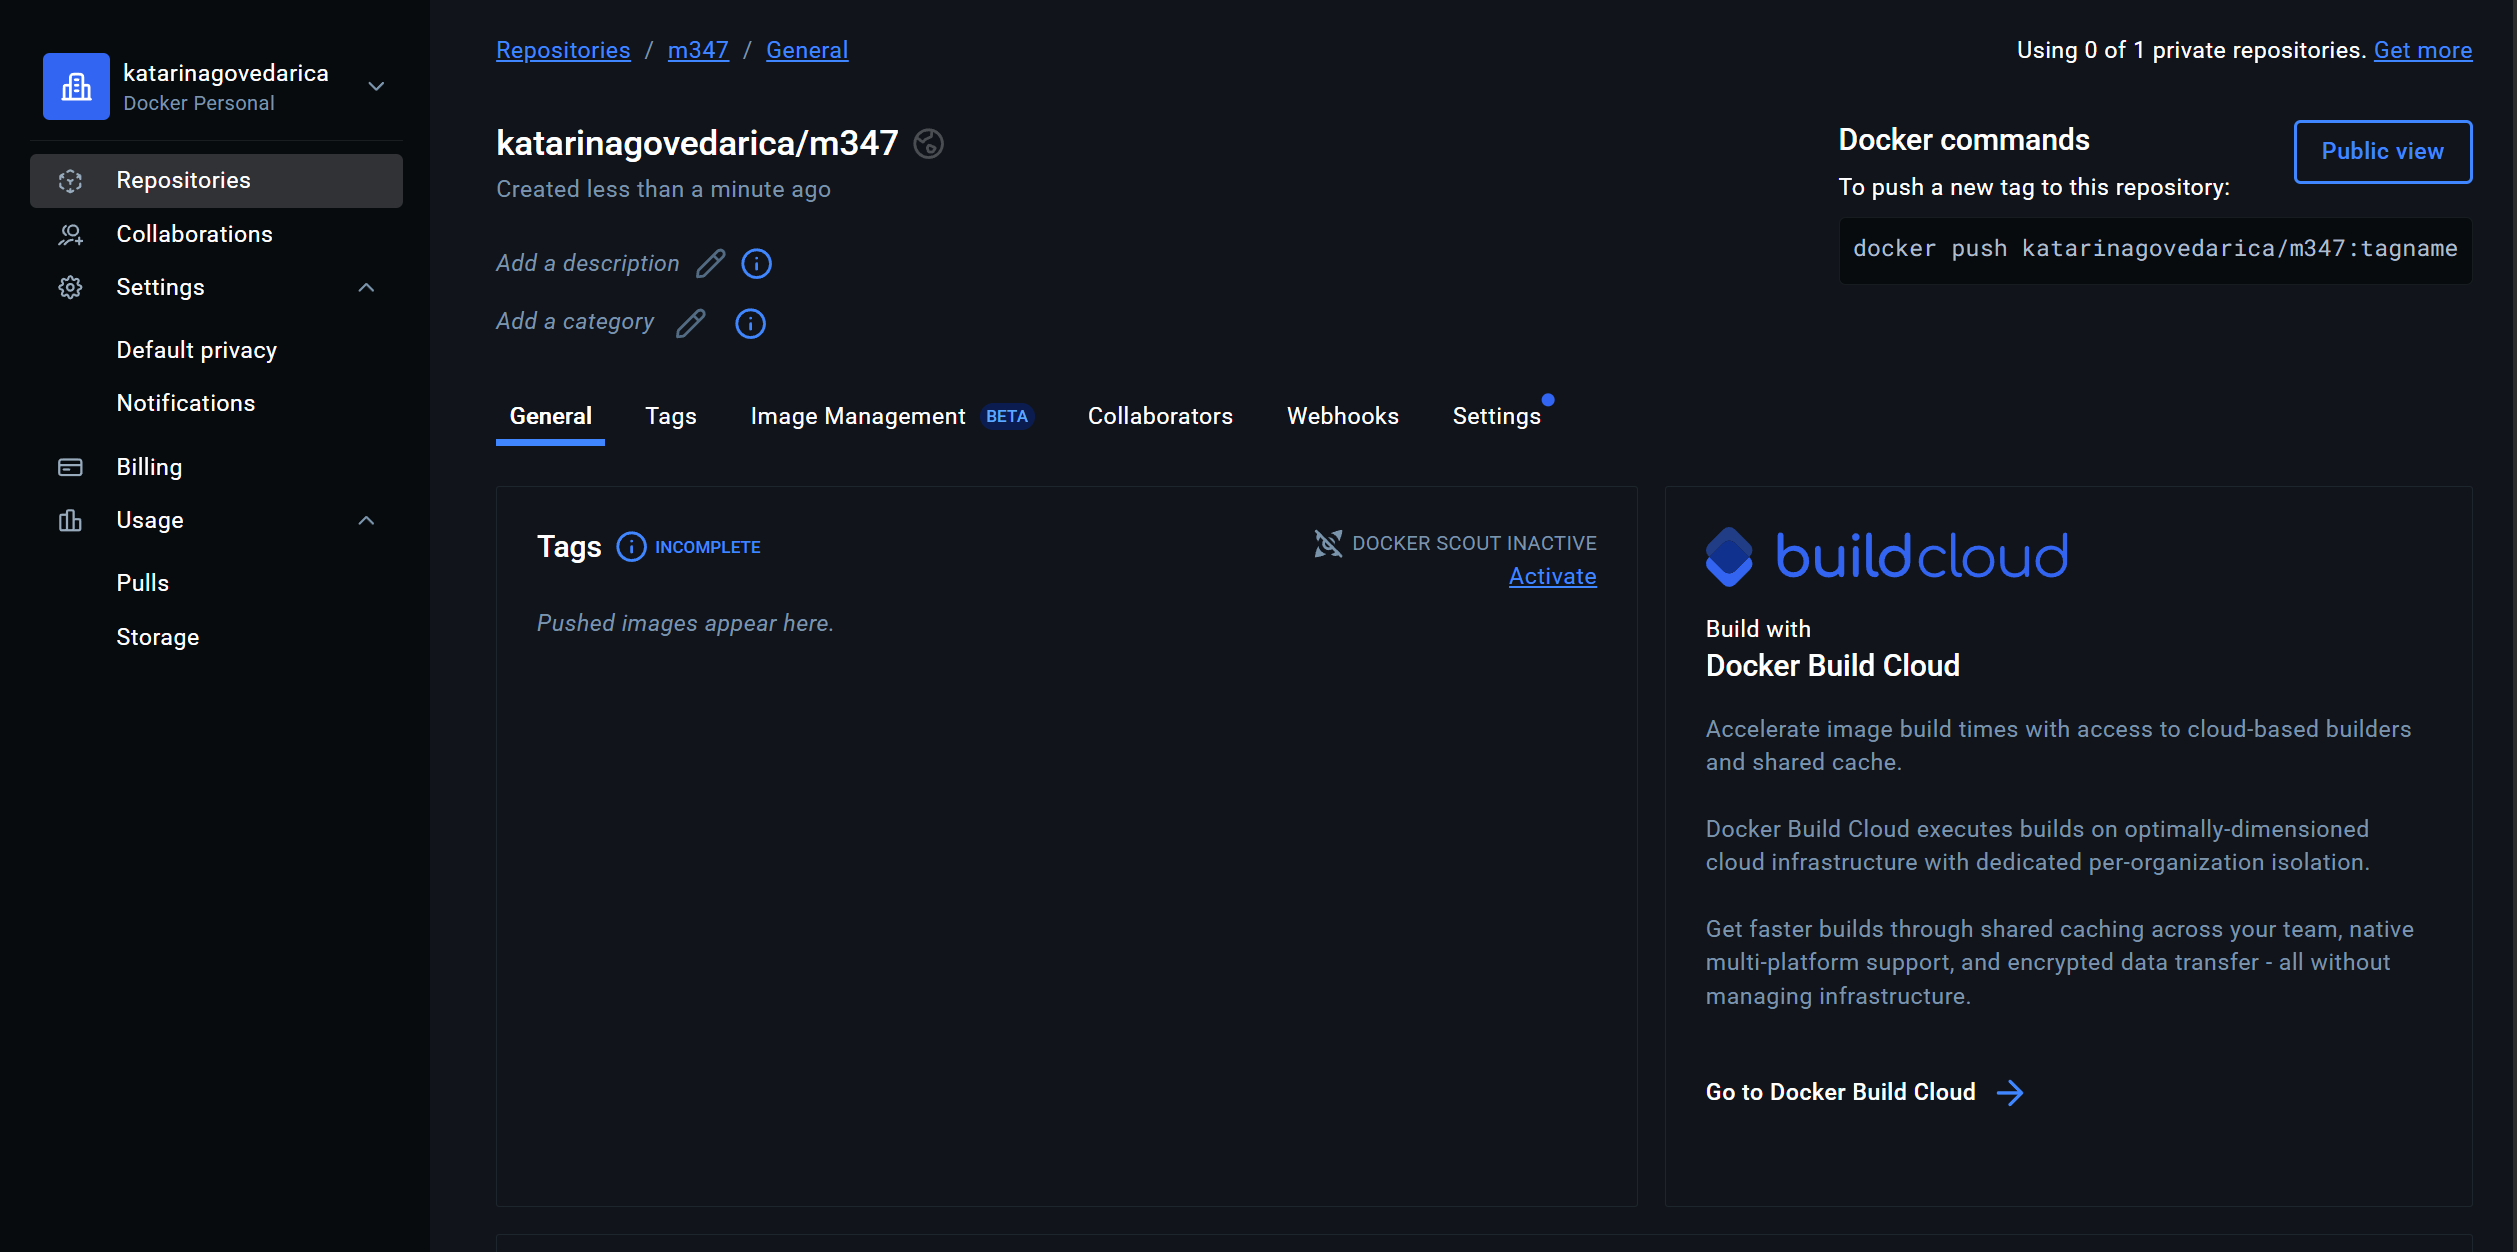 katarinagovedarica
Docker Personal
Repositories
Collaborations
Settings
Default privacy
Notifications
Billing
Usage
Pulls
Storage
Repositories / m347 / General
Using 0 of 1 private repositories. Get more
katarinagovedarica/m347
Created less than a minute ago
Add a description
Add a category
Docker commands
Public view
To push a new tag to this repository:
docker push katarinagovedarica/m347:tagname
General Tags Image Management BETA Collaborators Webhooks Settings
Tags INCOMPLETE
DOCKER SCOUT INACTIVE
Activate
Pushed images appear here.
buildcloud
Build with
Docker Build Cloud
Accelerate image build times with access to cloud-based builders
and shared cache.
Docker Build Cloud executes builds on optimally-dimensioned
cloud infrastructure with dedicated per-organization isolation.
Get faster builds through shared caching across your team, native
multi-platform support, and encrypted data transfer - all without
managing infrastructure.
Go to Docker Build Cloud